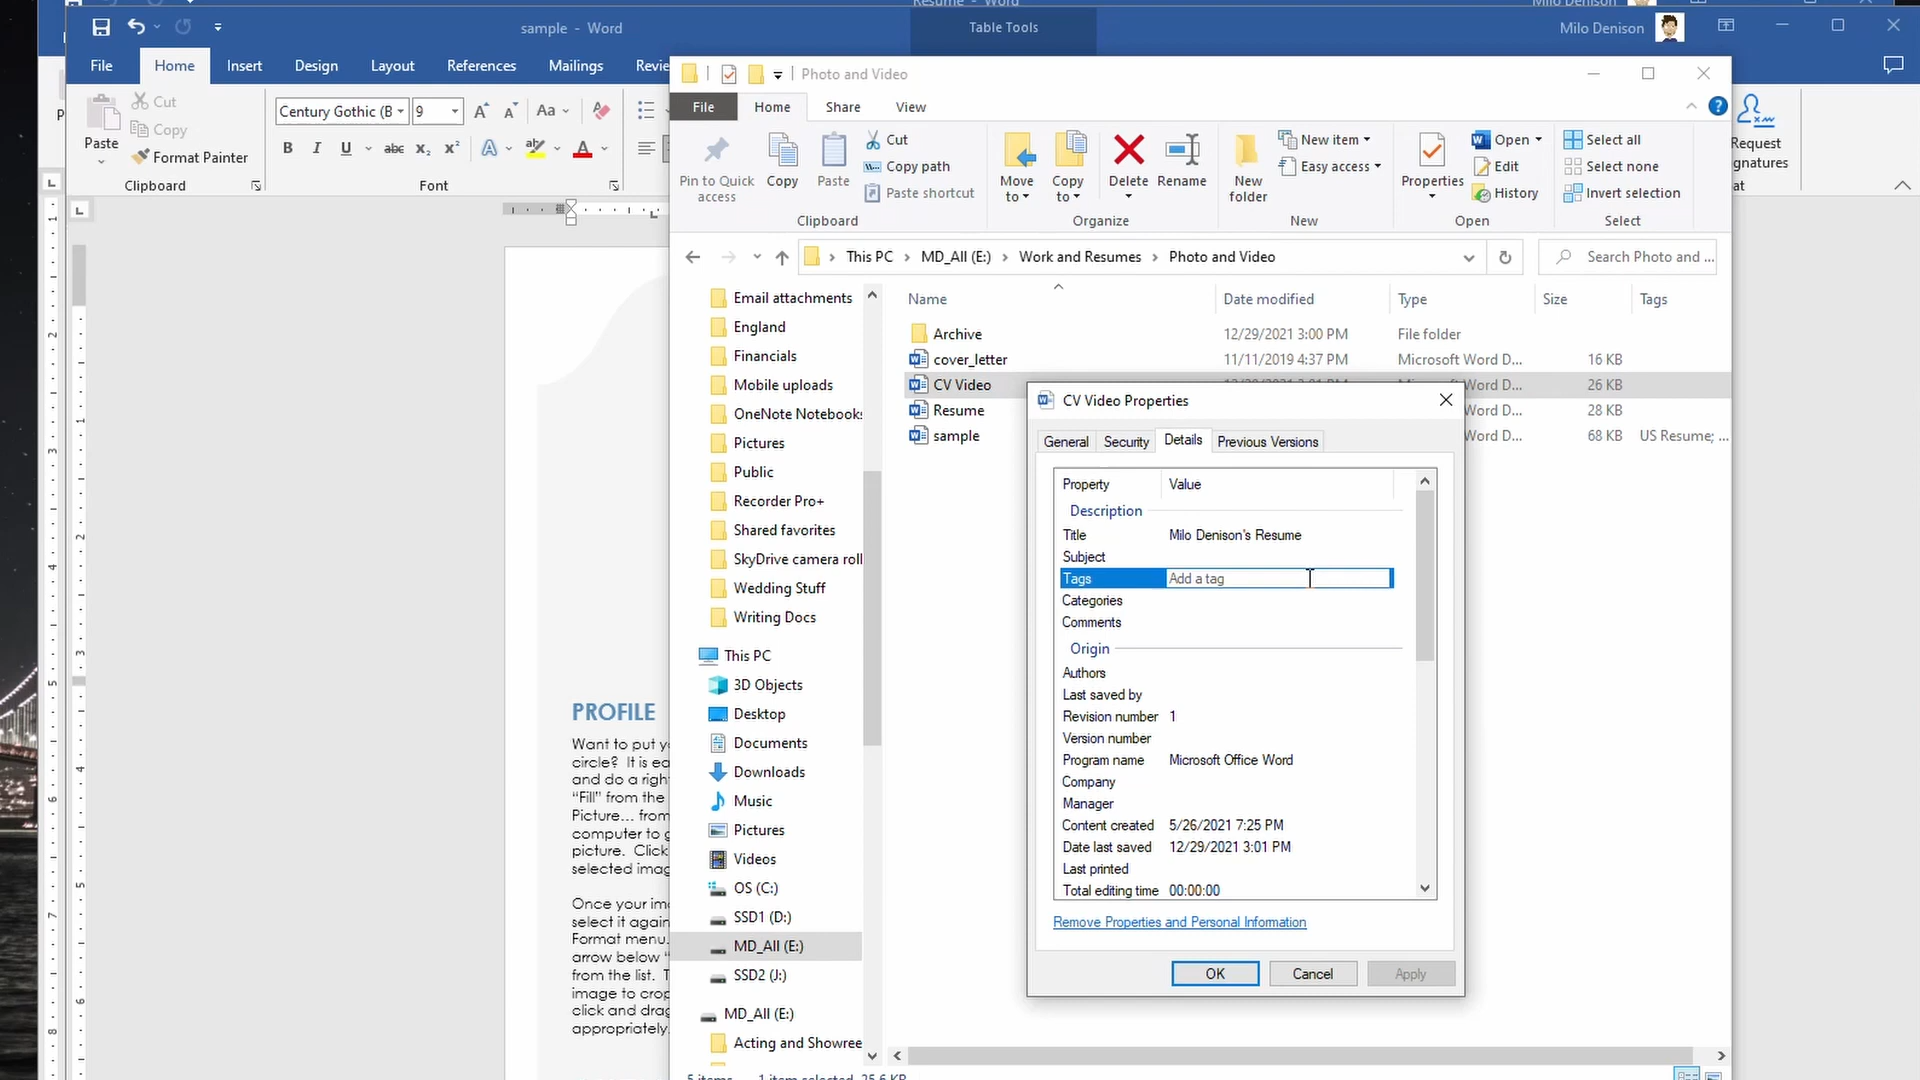 sample - Word
Table Tools
Milo Denison
File
Home
Insert
Design
Layout
References
Mailings
Revie
Paste
Cut
Copy
Format Painter
Clipboard
Century Gothic (B
9
Font
Request
gnatures
Photo and Video
File
Home
Share
View
Pin to Quick
access
Copy
Paste
Cut
Copy path
Paste shortcut
Clipboard
Move
to
Copy
to
Delete
Rename
Organize
New
folder
New item
Easy access
New
Properties
Open
Edit
History
Open
Select all
Select none
Invert selection
Select
This PC
MD_All (E:)
Work and Resumes
Photo and Video
Search Photo and ...
Name
Date modified
Type
Size
Tags
Archive 12/29/2021 3:00 PM File folder
cover_letter 11/11/2019 4:37 PM Microsoft Word D... 16 KB
CV Video 26 KB
Resume Word D... 28 KB
sample Word D... 68 KB US Resume; ...
Email attachments
England
Financials
Mobile uploads
OneNote Notebooks
Pictures
Public
Recorder Pro+
Shared favorites
SkyDrive camera roll
Wedding Stuff
Writing Docs
This PC
3D Objects
Desktop
Documents
Downloads
Music
Pictures
Videos
OS (C:)
SSD1 (D:)
MD_All (E:)
SSD2 (J:)
MD_All (E:)
Acting and Showree
CV Video Properties
General
Security
Details
Previous Versions
Property Value
Description
Title Milo Denison's Resume
Subject
Tags Add a tag
Categories
Comments
Origin
Authors
Last saved by
Revision number 1
Version number
Program name Microsoft Office Word
Company
Manager
Content created 5/26/2021 7:25 PM
Date last saved 12/29/2021 3:01 PM
Last printed
Total editing time 00:00:00
Remove Properties and Personal Information
OK
Cancel
Apply
PROFILE
Want to put y
circle? It is ea
and do a righ
"Fill" from the
Picture... from
computer to g
picture. Click
selected imag
Once your im
select it again
Format menu.
arrow below "
from the list. T
image to crop
click and drag
appropriately.